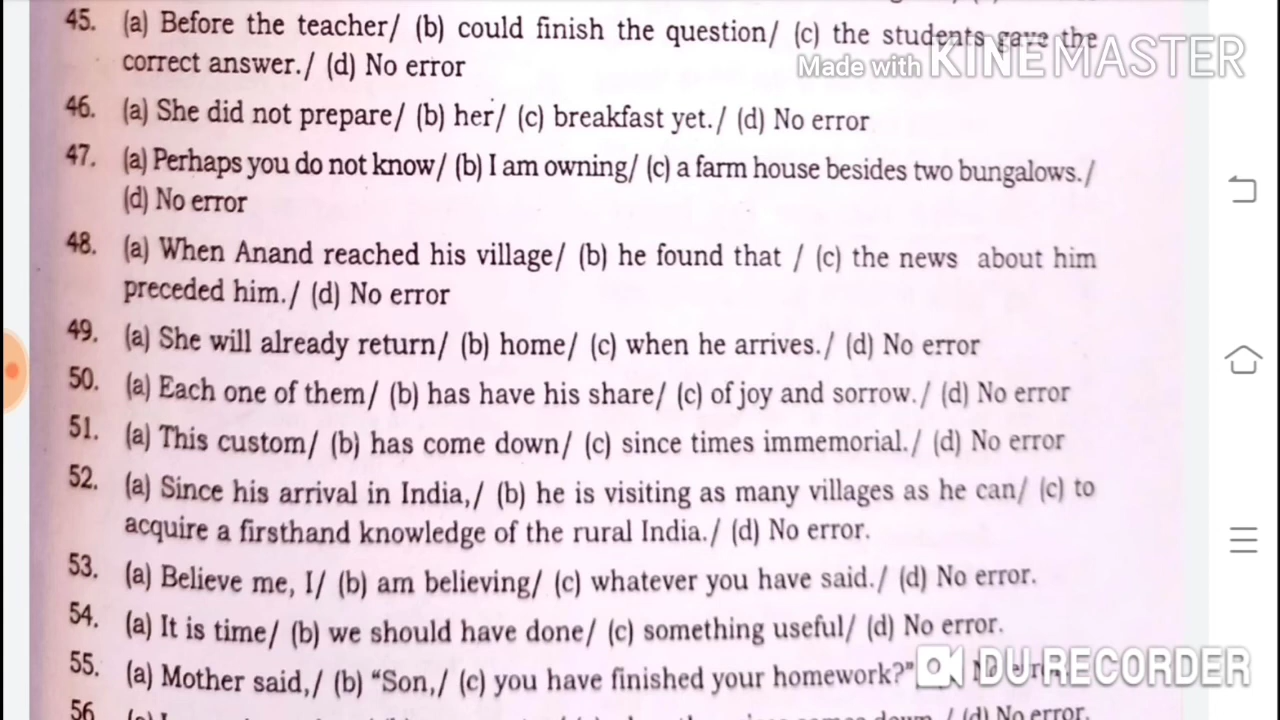 45. (a) Before the teacher/ (b) could finish the question/ (c) the students gave the
correct answer./ (d) No error
Made with KINEMASTER
46. (a) She did not prepare/ (b) her/ (c) breakfast yet./ (d) No error
47. (a) Perhaps you do not know/ (b) I am owning/ (c) a farm house besides two bungalows./
(d) No error
48. (a) When Anand reached his village/ (b) he found that / (c) the news about him
preceded him./ (d) No error
49. (a) She will already return/ (b) home/ (c) when he arrives./ (d) No error
50. (a) Each one of them/ (b) has have his share/ (c) of joy and sorrow./ (d) No error
51. (a) This custom/ (b) has come down/ (c) since times immemorial./ (d) No error
52. (a) Since his arrival in India,/ (b) he is visiting as many villages as he can/ (c) to
acquire a firsthand knowledge of the rural India./ (d) No error.
53. (a) Believe me, I/ (b) am believing/ (c) whatever you have said./ (d) No error.
54. (a) It is time/ (b) we should have done/ (c) something useful/ (d) No error.
55. (a) Mother said,/ (b) “Son,/ (c) you have finished your homework?”
DU RECORDER
56 down./ (d) No error.